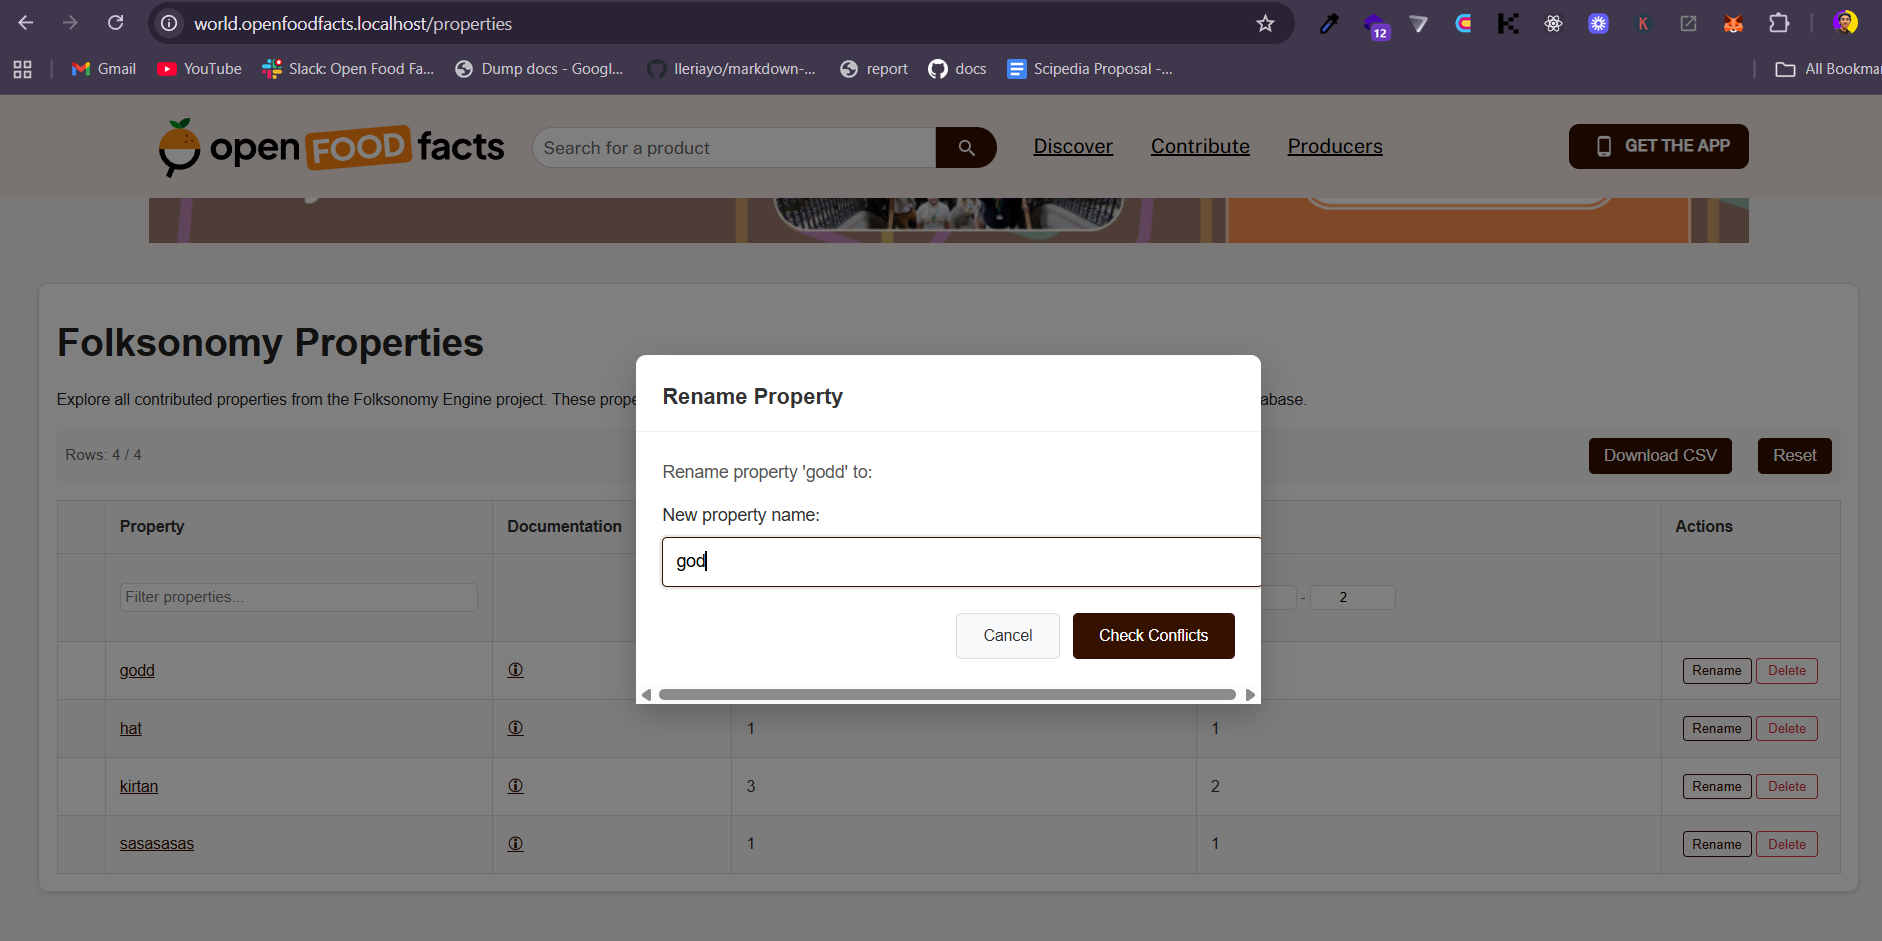 world.openfoodfacts.localhost/properties
12
K
Gmail
YouTube
Slack: Open Food Fa...
Dump docs - Googl...
lleriayo/markdown-...
report
docs
Scipedia Proposal -...
All Bookma
open FOOD facts
Search for a product
Discover
Contribute
Producers
GET THE APP
Folksonomy Properties
Explore all contributed properties from the Folksonomy Engine project. These prope
abase.
Rows: 4 / 4
Download CSV
Reset
Property
Documentation
Actions
Filter properties...
- 2
godd
Rename
Delete
hat
1
1
Rename
Delete
kirtan
3
2
Rename
Delete
sasasasas
1
1
Rename
Delete
Rename Property
Rename property 'godd' to:
New property name:
god
Cancel
Check Conflicts